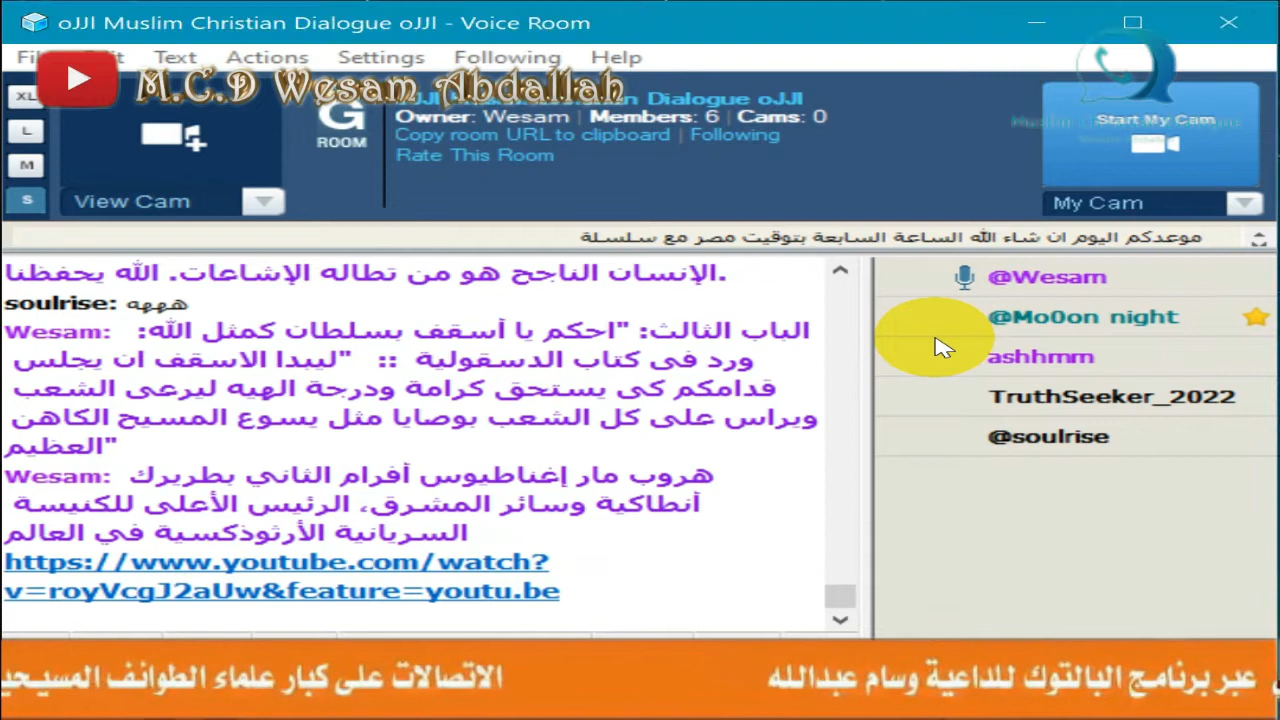 oJJl Muslim Christian Dialogue oJJl - Voice Room
Text Actions Settings Following Help
M.C.D Wesam Abdallah
XL
L
M
S
View Cam
G
ROOM
Dialogue oJJl
Owner: Wesam | Members: 6 | Cams: 0
Copy room URL to clipboard | Following
Rate This Room
Start My Cam
My Cam
موعدكم اليوم ان شاء الله الساعة السابعة بتوقيت مصر مع سلسلة
الإنسان الناجح هو من تطاله الإشاعات. الله يحفظنا.
soulrise: هههه
Wesam: الباب الثالث: "احكم يا أسقف بسلطان كمثل الله:
ورد فى كتاب الدسقولية :: "ليبدا الاسقف ان يجلس
قدامكم كى يستحق كرامة ودرجة الهيه ليرعى الشعب
ويراس على كل الشعب بوصايا مثل يسوع المسيح الكاهن
العظيم"
Wesam: هروب مار إغناطيوس أفرام الثاني بطريرك
أنطاكية وسائر المشرق، الرئيس الأعلى للكنيسة
السريانية الأرثوذكسية في العالم
https://www.youtube.com/watch?
v=royVcgJ2aUw&feature=youtu.be
@Wesam
@Mo0on night
ashhmm
TruthSeeker_2022
@soulrise
عبر برنامج البالتوك للداعية وسام عبدالله
الاتصالات على كبار علماء الطوائف